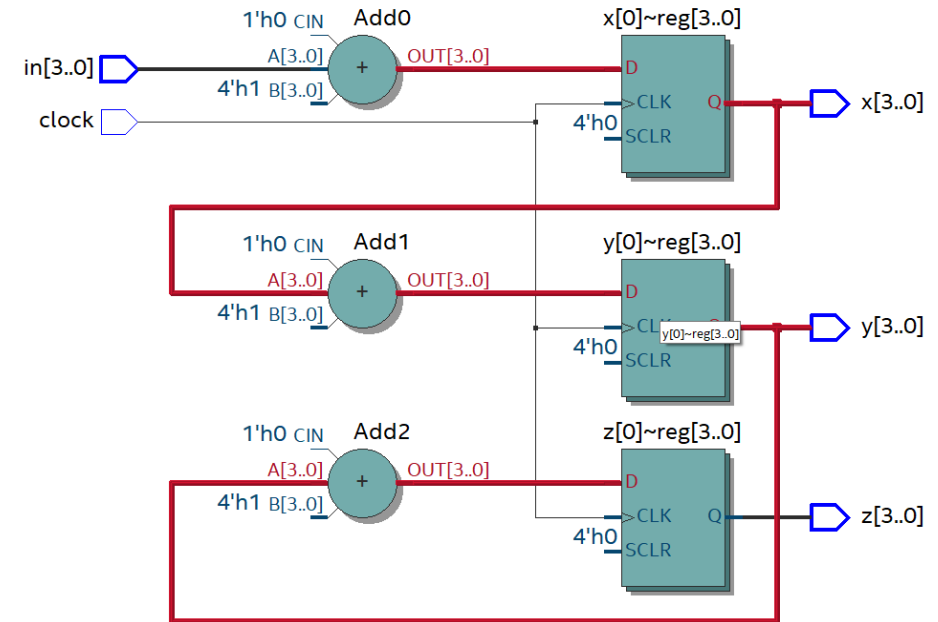 1'h0 CIN Add0 x[0]~reg[3..0]
in[3..0] A[3..0] + OUT[3..0] D
4'h1 B[3..0] CLK Q x[3..0]
clock 4'h0 SCLR
1'h0 CIN Add1 y[0]~reg[3..0]
A[3..0] + OUT[3..0] D
4'h1 B[3..0] y[0]~reg[3..0] y[3..0]
4'h0 SCLR
1'h0 CIN Add2 z[0]~reg[3..0]
A[3..0] + OUT[3..0] D
4'h1 B[3..0] CLK Q z[3..0]
4'h0 SCLR